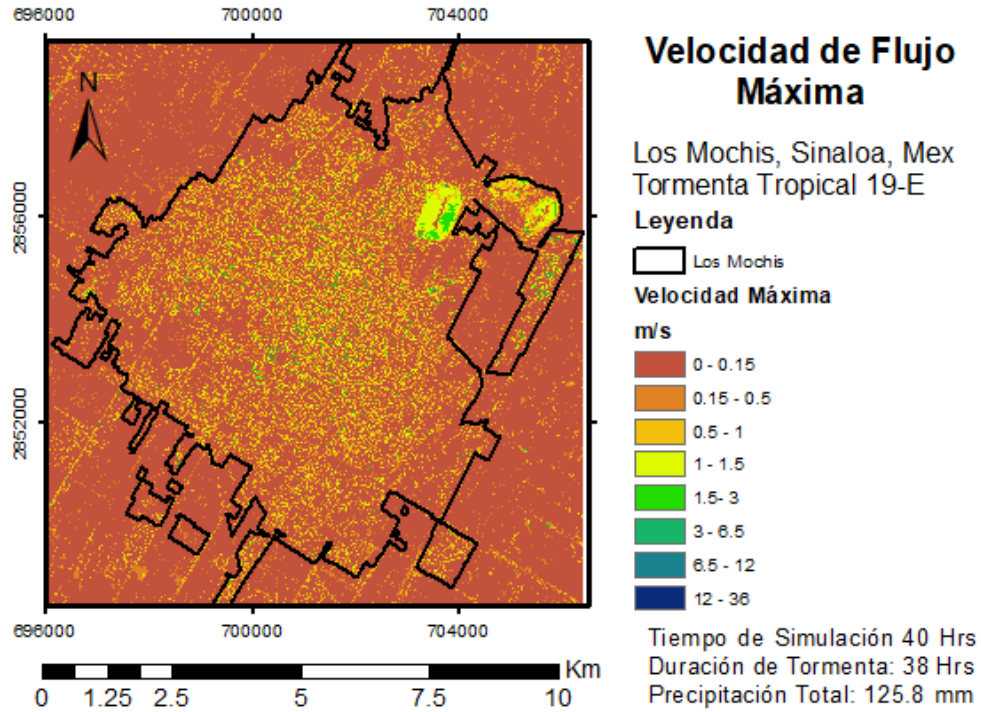 696000 700000 704000
N
2856000
2852000
696000 700000 704000
Km
0 1.25 2.5 5 7.5 10
Velocidad de Flujo
Máxima
Los Mochis, Sinaloa, Mex
Tormenta Tropical 19-E
Leyenda
Los Mochis
Velocidad Máxima
m/s
0 - 0.15
0.15 - 0.5
0.5 - 1
1 - 1.5
1.5- 3
3 - 6.5
6.5 - 12
12 - 36
Tiempo de Simulación 40 Hrs
Duración de Tormenta: 38 Hrs
Precipitación Total: 125.8 mm